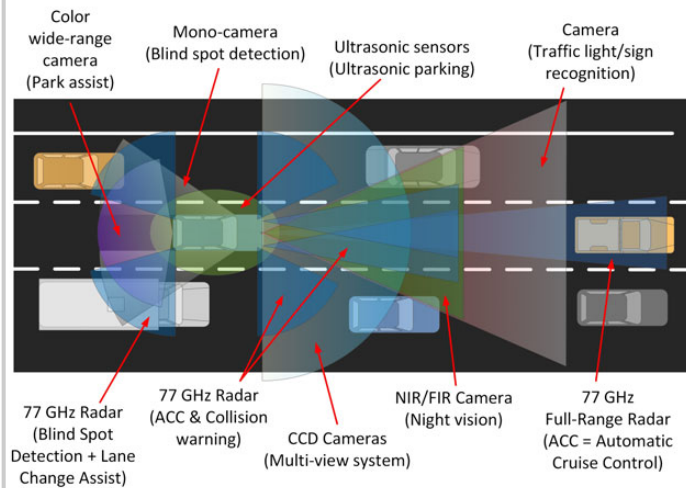 Color
wide-range
camera
(Park assist)
Mono-camera
(Blind spot detection)
Ultrasonic sensors
(Ultrasonic parking)
Camera
(Traffic light/sign
recognition)
77 GHz Radar
(Blind Spot
Detection + Lane
Change Assist)
77 GHz Radar
(ACC & Collision
warning)
CCD Cameras
(Multi-view system)
NIR/FIR Camera
(Night vision)
77 GHz
Full-Range Radar
(ACC = Automatic
Cruise Control)